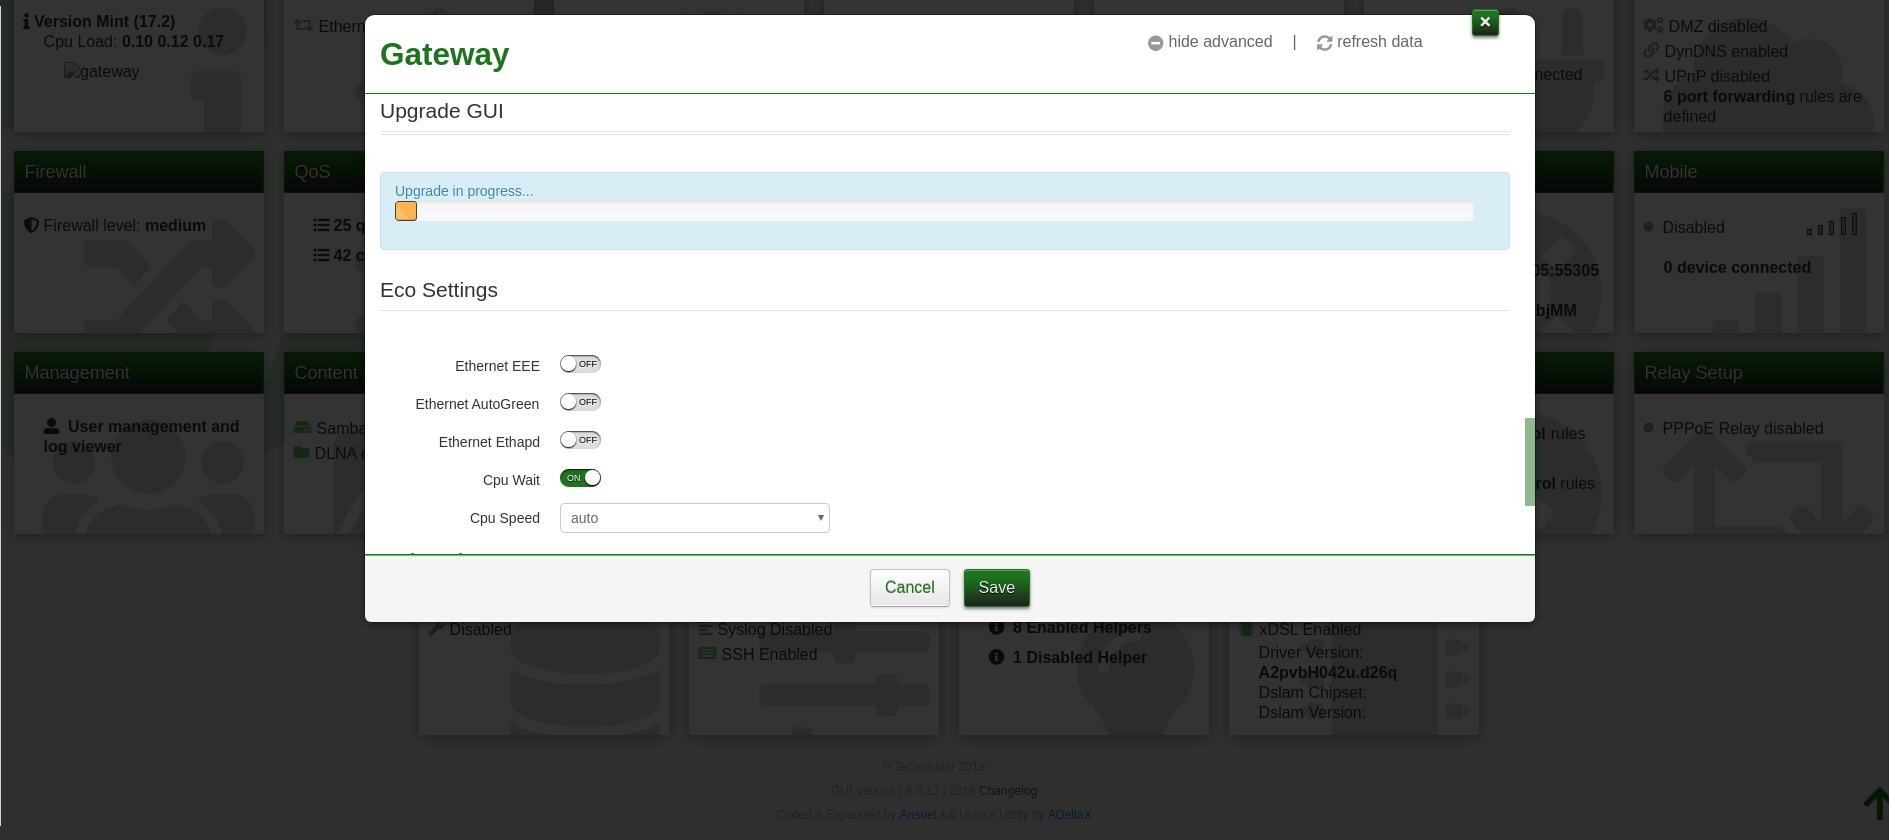 Version Mint (17.2)
Cpu Load: 0.10 0.12 0.17
gateway
DMZ disabled
DynDNS enabled
UPnP disabled
6 port forwarding rules are
defined
Gateway
hide advanced | refresh data
×
Upgrade GUI
Upgrade in progress...
Eco Settings
Ethernet EEE OFF
Ethernet AutoGreen OFF
Ethernet Ethapd OFF
Cpu Wait ON
Cpu Speed auto
Cancel Save
Firewall
Firewall level: medium
QoS
25 q
42 c
05:55305
bjMM
Mobile
Disabled
0 device connected
Management
User management and
log viewer
Content
Samba
DLNA e
ol rules
rol rules
Relay Setup
PPPoE Relay disabled
Disabled
Syslog Disabled
SSH Enabled
8 Enabled Helpers
1 Disabled Helper
xDSL Enabled
Driver Version:
A2pvbH042u.d26q
Dslam Chipset:
Dslam Version:
© Technicolor 2018
GUI Version [ 8.8.13 ] 2018 Changelog
Coded & Expanded by Ansuel && Unlock Utility by ADeltaX